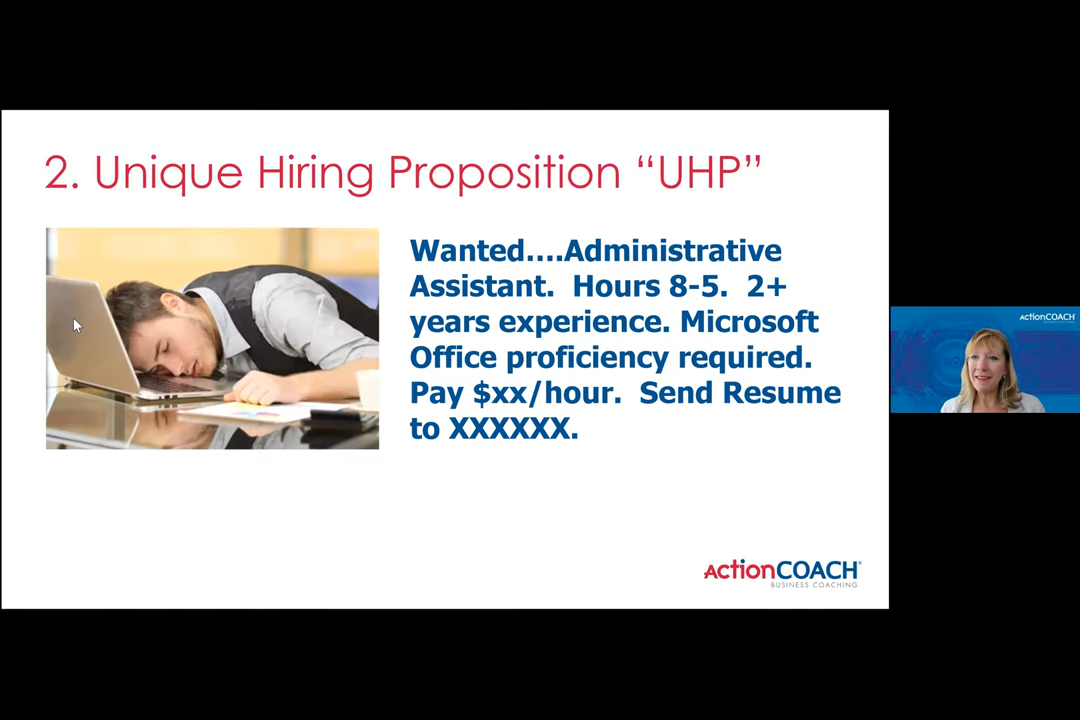 2. Unique Hiring Proposition “UHP”
Wanted....Administrative
Assistant.  Hours 8-5.  2+
years experience. Microsoft
Office proficiency required.
Pay $xx/hour.  Send Resume
to XXXXXX.
ActionCOACH
BUSINESS COACHING
ActionCOACH